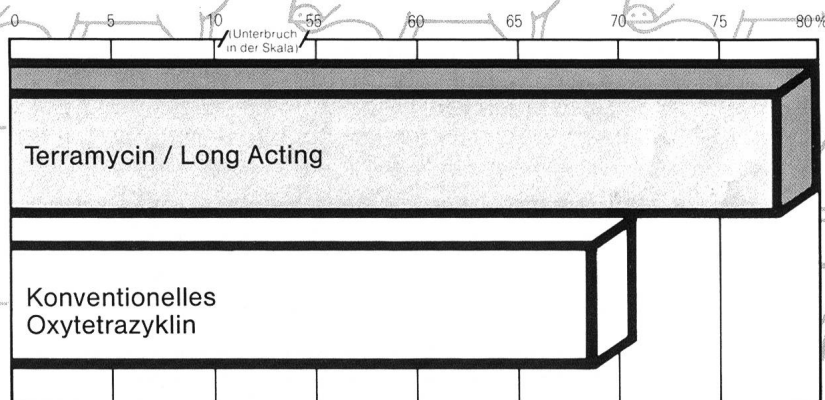 0 5 10 55 60 65 70 75 80 %
(Unterbruch
in der Skala)
Terramycin / Long Acting
Konventionelles
Oxytetrazyklin